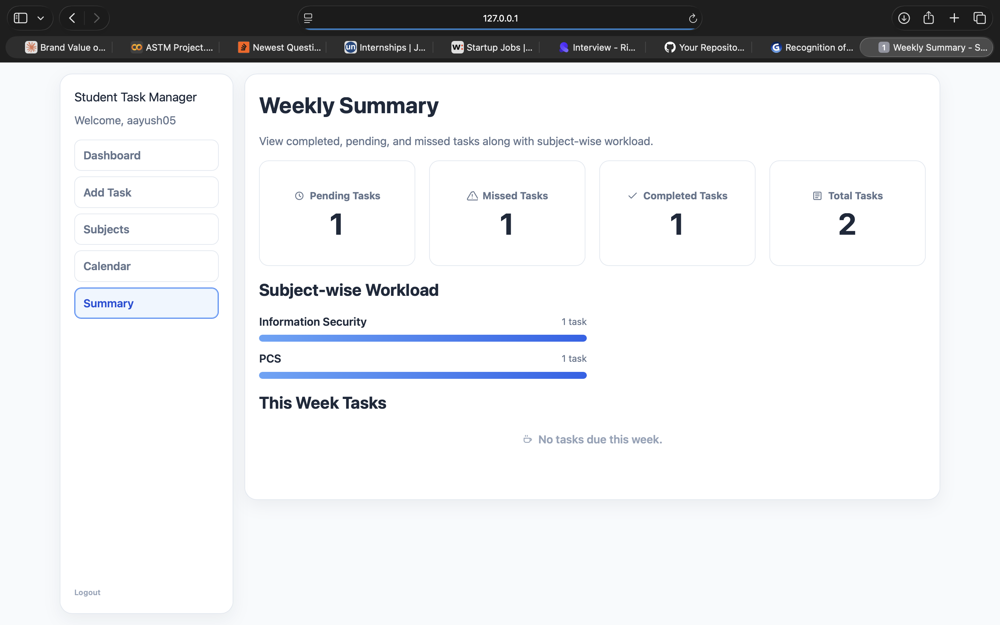 127.0.0.1
Brand Value o...
ASTM Project....
Newest Questi...
un Internships | J...
w: Startup Jobs |...
Interview - Ri...
Your Reposito...
G Recognition of...
1 Weekly Summary - S...
Student Task Manager
Welcome, aayush05
Dashboard
Add Task
Subjects
Calendar
Summary
Logout
Weekly Summary
View completed, pending, and missed tasks along with subject-wise workload.
Pending Tasks
1
Missed Tasks
1
Completed Tasks
1
Total Tasks
2
Subject-wise Workload
Information Security 1 task
PCS 1 task
This Week Tasks
No tasks due this week.